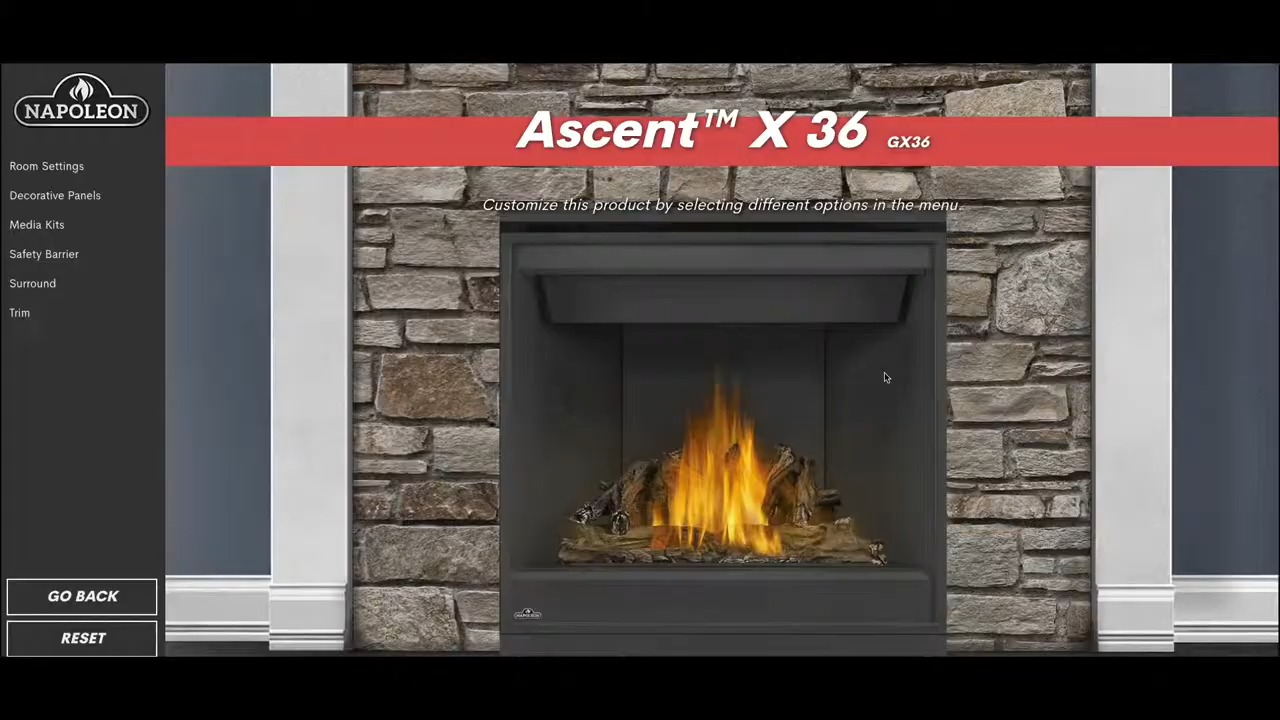 NAPOLEON
Room Settings
Decorative Panels
Media Kits
Safety Barrier
Surround
Trim
GO BACK
RESET
Ascent™ X 36 GX36
Customize this product by selecting different options in the menu.
NAPOLEON